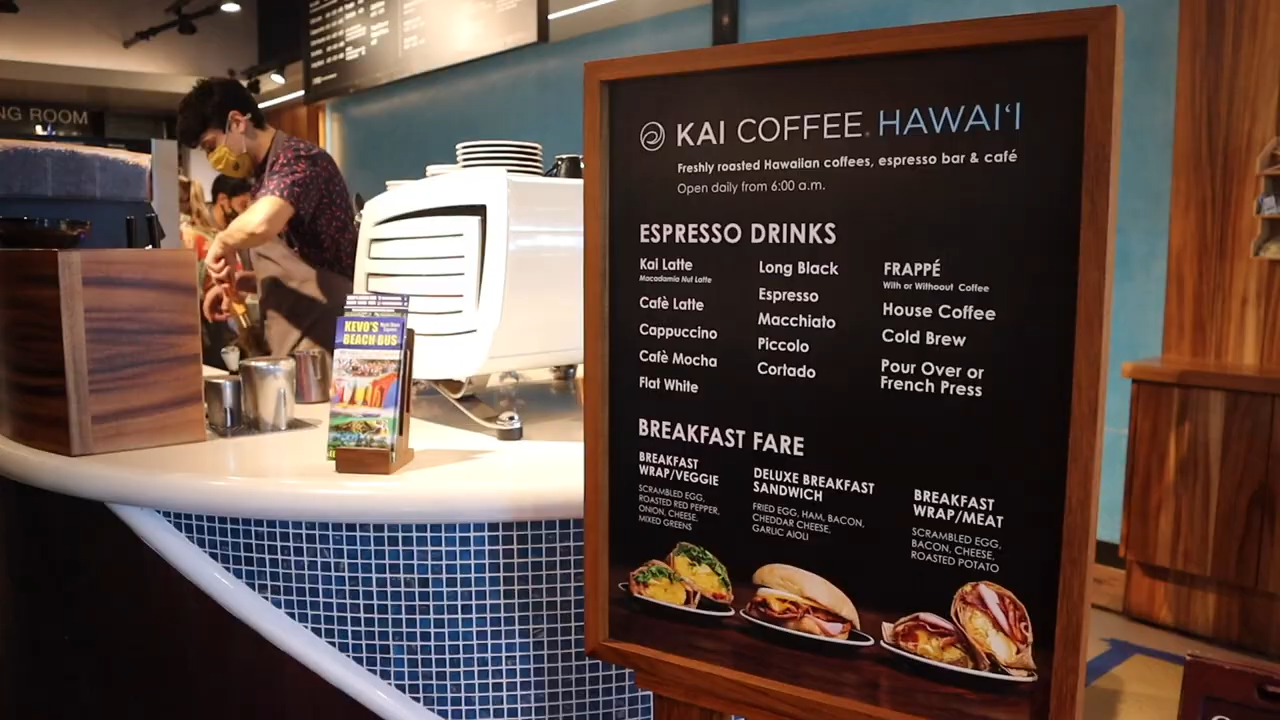 NG ROOM
KEVO'S
BEACH BUS
KAI COFFEE HAWAIʻI
Freshly roasted Hawaiian coffees, espresso bar & café
Open daily from 6:00 a.m.
ESPRESSO DRINKS
Kai Latte
Macadamia Nut Latte
Cafè Latte
Cappuccino
Cafè Mocha
Flat White
Long Black
Espresso
Macchiato
Piccolo
Cortado
FRAPPÉ
With or Withoout Coffee
House Coffee
Cold Brew
Pour Over or
French Press
BREAKFAST FARE
BREAKFAST
WRAP/VEGGIE
SCRAMBLED EGG,
ROASTED RED PEPPER,
ONION, CHEESE,
MIXED GREENS
DELUXE BREAKFAST
SANDWICH
FRIED EGG, HAM, BACON,
CHEDDAR CHEESE,
GARLIC AIOLI
BREAKFAST
WRAP/MEAT
SCRAMBLED EGG,
BACON, CHEESE,
ROASTED POTATO